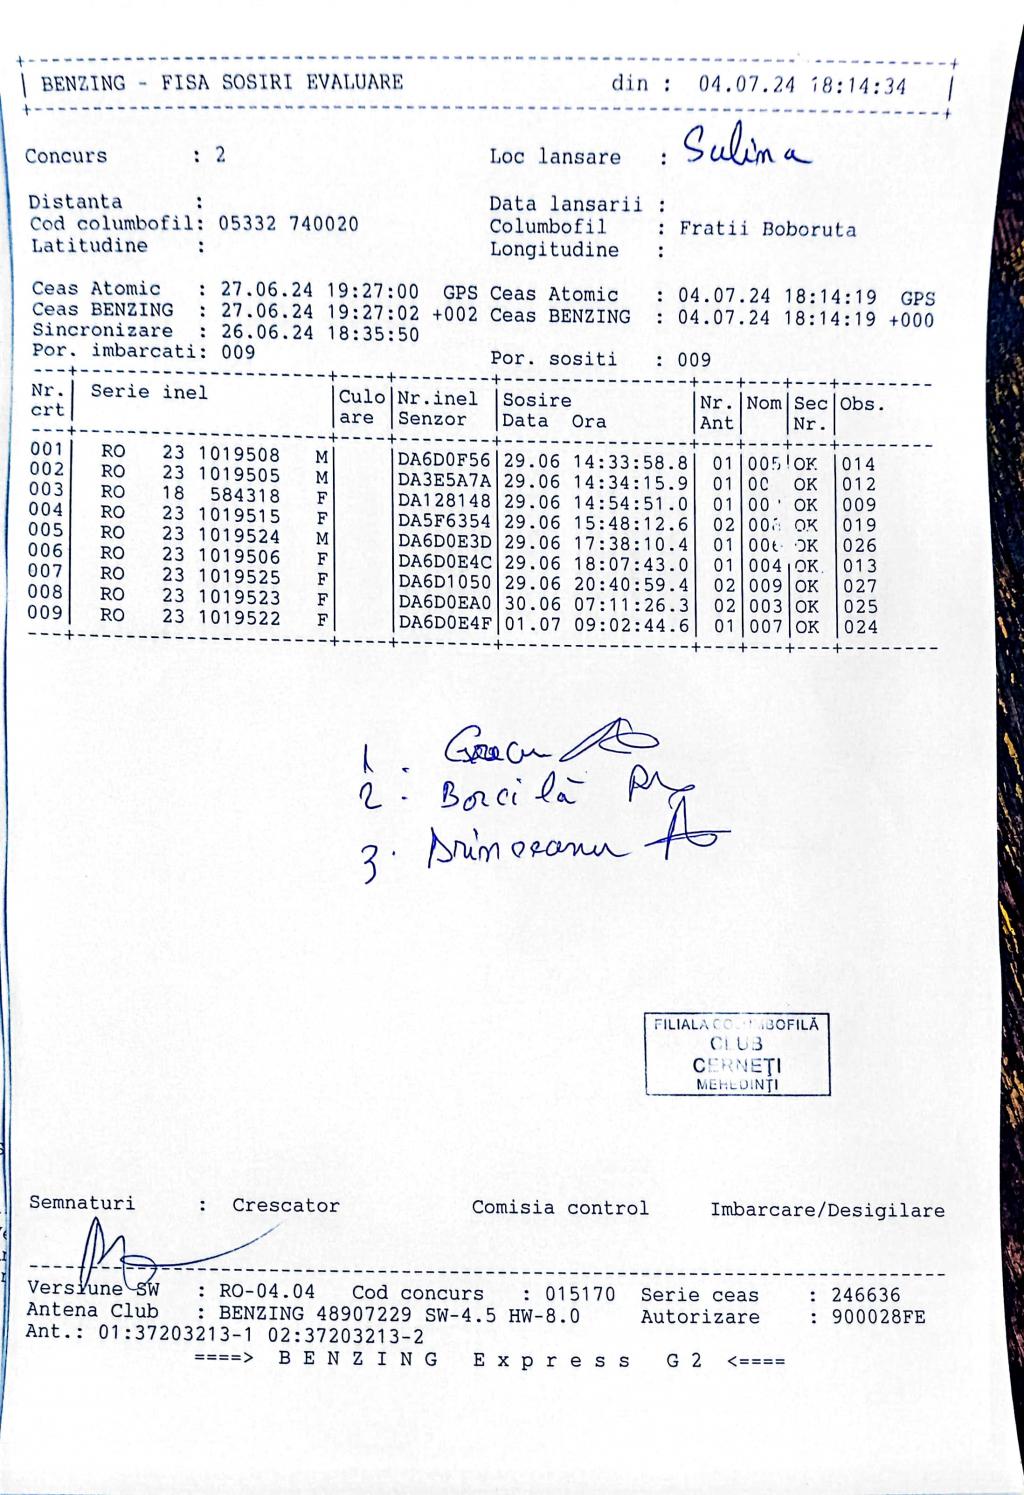 BENZING - FISA SOSIRI EVALUARE din : 04.07.24 18:14:34
Concurs : 2 Loc lansare : Sulina
Distanta : Data lansarii :
Cod columbofil: 05332 740020 Columbofil : Fratii Boboruta
Latitudine : Longitudine :
Ceas Atomic : 27.06.24 19:27:00 GPS Ceas Atomic : 04.07.24 18:14:19 GPS
Ceas BENZING : 27.06.24 19:27:02 +002 Ceas BENZING : 04.07.24 18:14:19 +000
Sincronizare : 26.06.24 18:35:50
Por. imbarcati: 009 Por. sositi : 009
Nr. Serie inel Culo Nr.inel Sosire Nr. Nom Sec Obs.
crt are Senzor Data Ora Ant Nr.
001 RO 23 1019508 M DA6D0F56 29.06 14:33:58.8 01 005 OK 014
002 RO 23 1019505 M DA3E5A7A 29.06 14:34:15.9 01 OK 012
003 RO 18 584318 F DA128148 29.06 14:54:51.0 01 OK 009
004 RO 23 1019515 F DA5F6354 29.06 15:48:12.6 02 OK 019
005 RO 23 1019524 M DA6D0E3D 29.06 17:38:10.4 01 OK 026
006 RO 23 1019506 F DA6D0E4C 29.06 18:07:43.0 01 004 OK 013
007 RO 23 1019525 F DA6D1050 29.06 20:40:59.4 02 009 OK 027
008 RO 23 1019523 F DA6D0EA0 30.06 07:11:26.3 02 003 OK 025
009 RO 23 1019522 F DA6D0E4F 01.07 09:02:44.6 01 007 OK 024
1.
2. Borcilă
3.
FILIALA COLUMBOFILĂ
CLUB
CERNEȚI
MEHEDINȚI
Semnaturi : Crescator Comisia control Imbarcare/Desigilare
Versiune SW : RO-04.04 Cod concurs : 015170 Serie ceas : 246636
Antena Club : BENZING 48907229 SW-4.5 HW-8.0 Autorizare : 900028FE
Ant.: 01:37203213-1 02:37203213-2
====> B E N Z I N G E x p r e s s G 2 <====